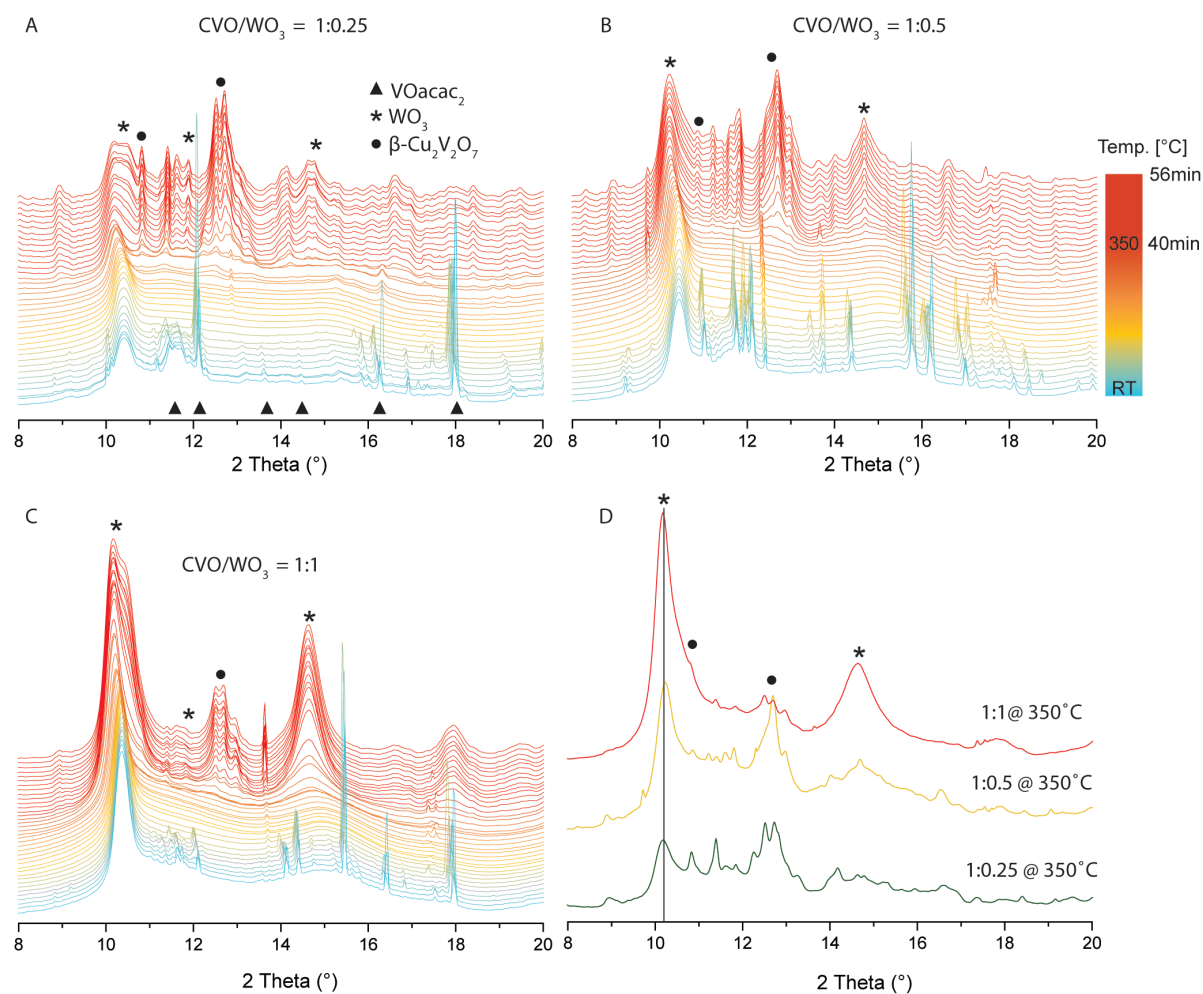 A
CVO/WO₃ = 1:0.25
▲ VOacac₂
* WO₃
● β-Cu₂V₂O₇
8 10 12 14 16 18 20
2 Theta (°)
B
CVO/WO₃ = 1:0.5
8 10 12 14 16 18 20
2 Theta (°)
Temp. [°C]
56min
350 40min
RT
C
CVO/WO₃ = 1:1
8 10 12 14 16 18 20
2 Theta (°)
D
1:1@ 350°C
1:0.5 @ 350°C
1:0.25 @ 350°C
8 10 12 14 16 18 20
2 Theta (°)